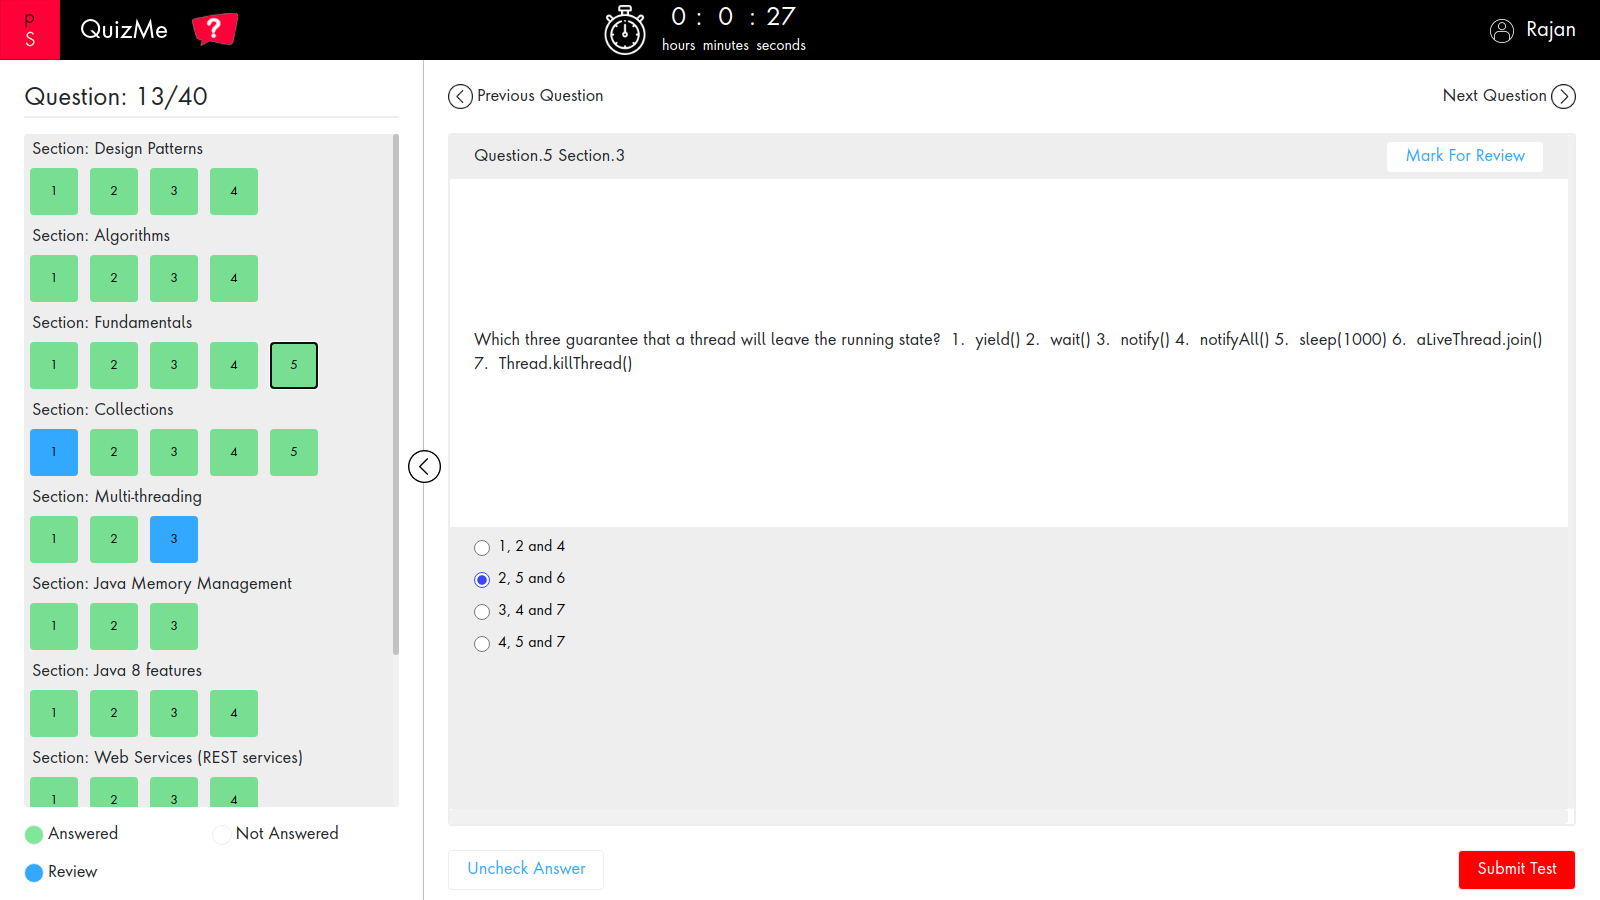 p
S
QuizMe
?
0 : 0 : 27
hours minutes seconds
Rajan
Question: 13/40
Section: Design Patterns
1 2 3 4
Section: Algorithms
1 2 3 4
Section: Fundamentals
1 2 3 4 5
Section: Collections
1 2 3 4 5
Section: Multi-threading
1 2 3
Section: Java Memory Management
1 2 3
Section: Java 8 features
1 2 3 4
Section: Web Services (REST services)
1 2 3 4
Answered
Not Answered
Review
Previous Question
Next Question
Question.5 Section.3
Mark For Review
Which three guarantee that a thread will leave the running state? 1. yield() 2. wait() 3. notify() 4. notifyAll() 5. sleep(1000) 6. aLiveThread.join()
7. Thread.killThread()
1, 2 and 4
2, 5 and 6
3, 4 and 7
4, 5 and 7
Uncheck Answer
Submit Test